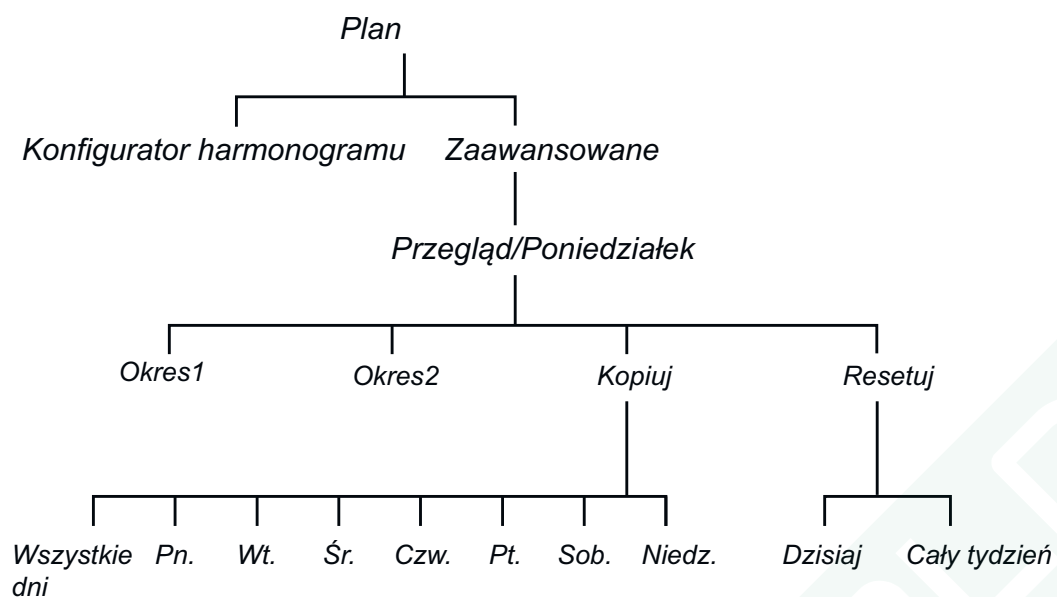 Plan
Konfigurator harmonogramu Zaawansowane
Przegląd/Poniedziałek
Okres1 Okres2 Kopiuj Resetuj
Wszystkie dni Pn. Wt. Śr. Czw. Pt. Sob. Niedz. Dzisiaj Cały tydzień